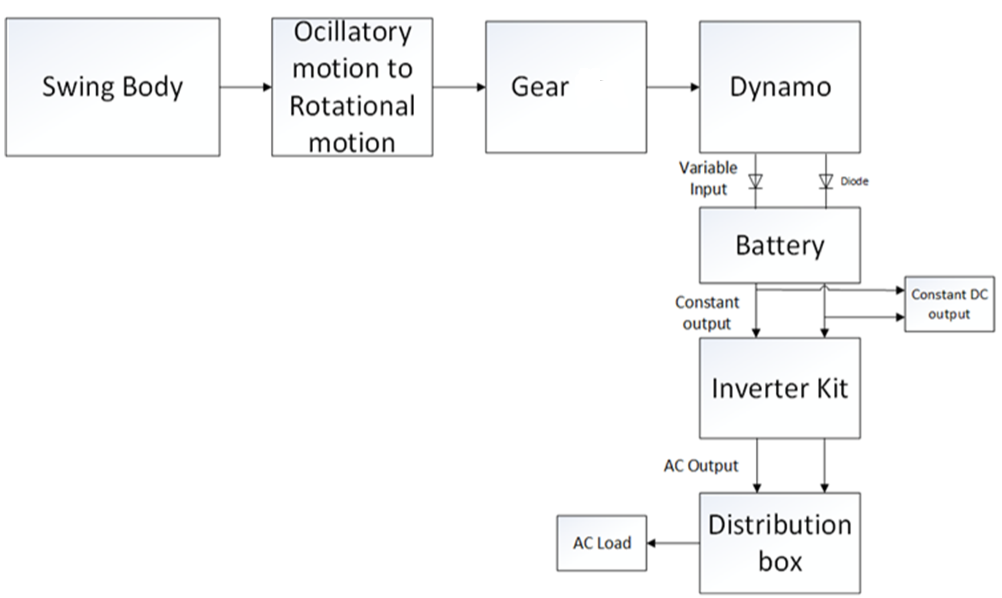 Swing Body
Ocillatory
motion to
Rotational
motion
Gear
Dynamo
Variable
Input
Diode
Battery
Constant
output
Constant DC
output
Inverter Kit
AC Output
Distribution
box
AC Load